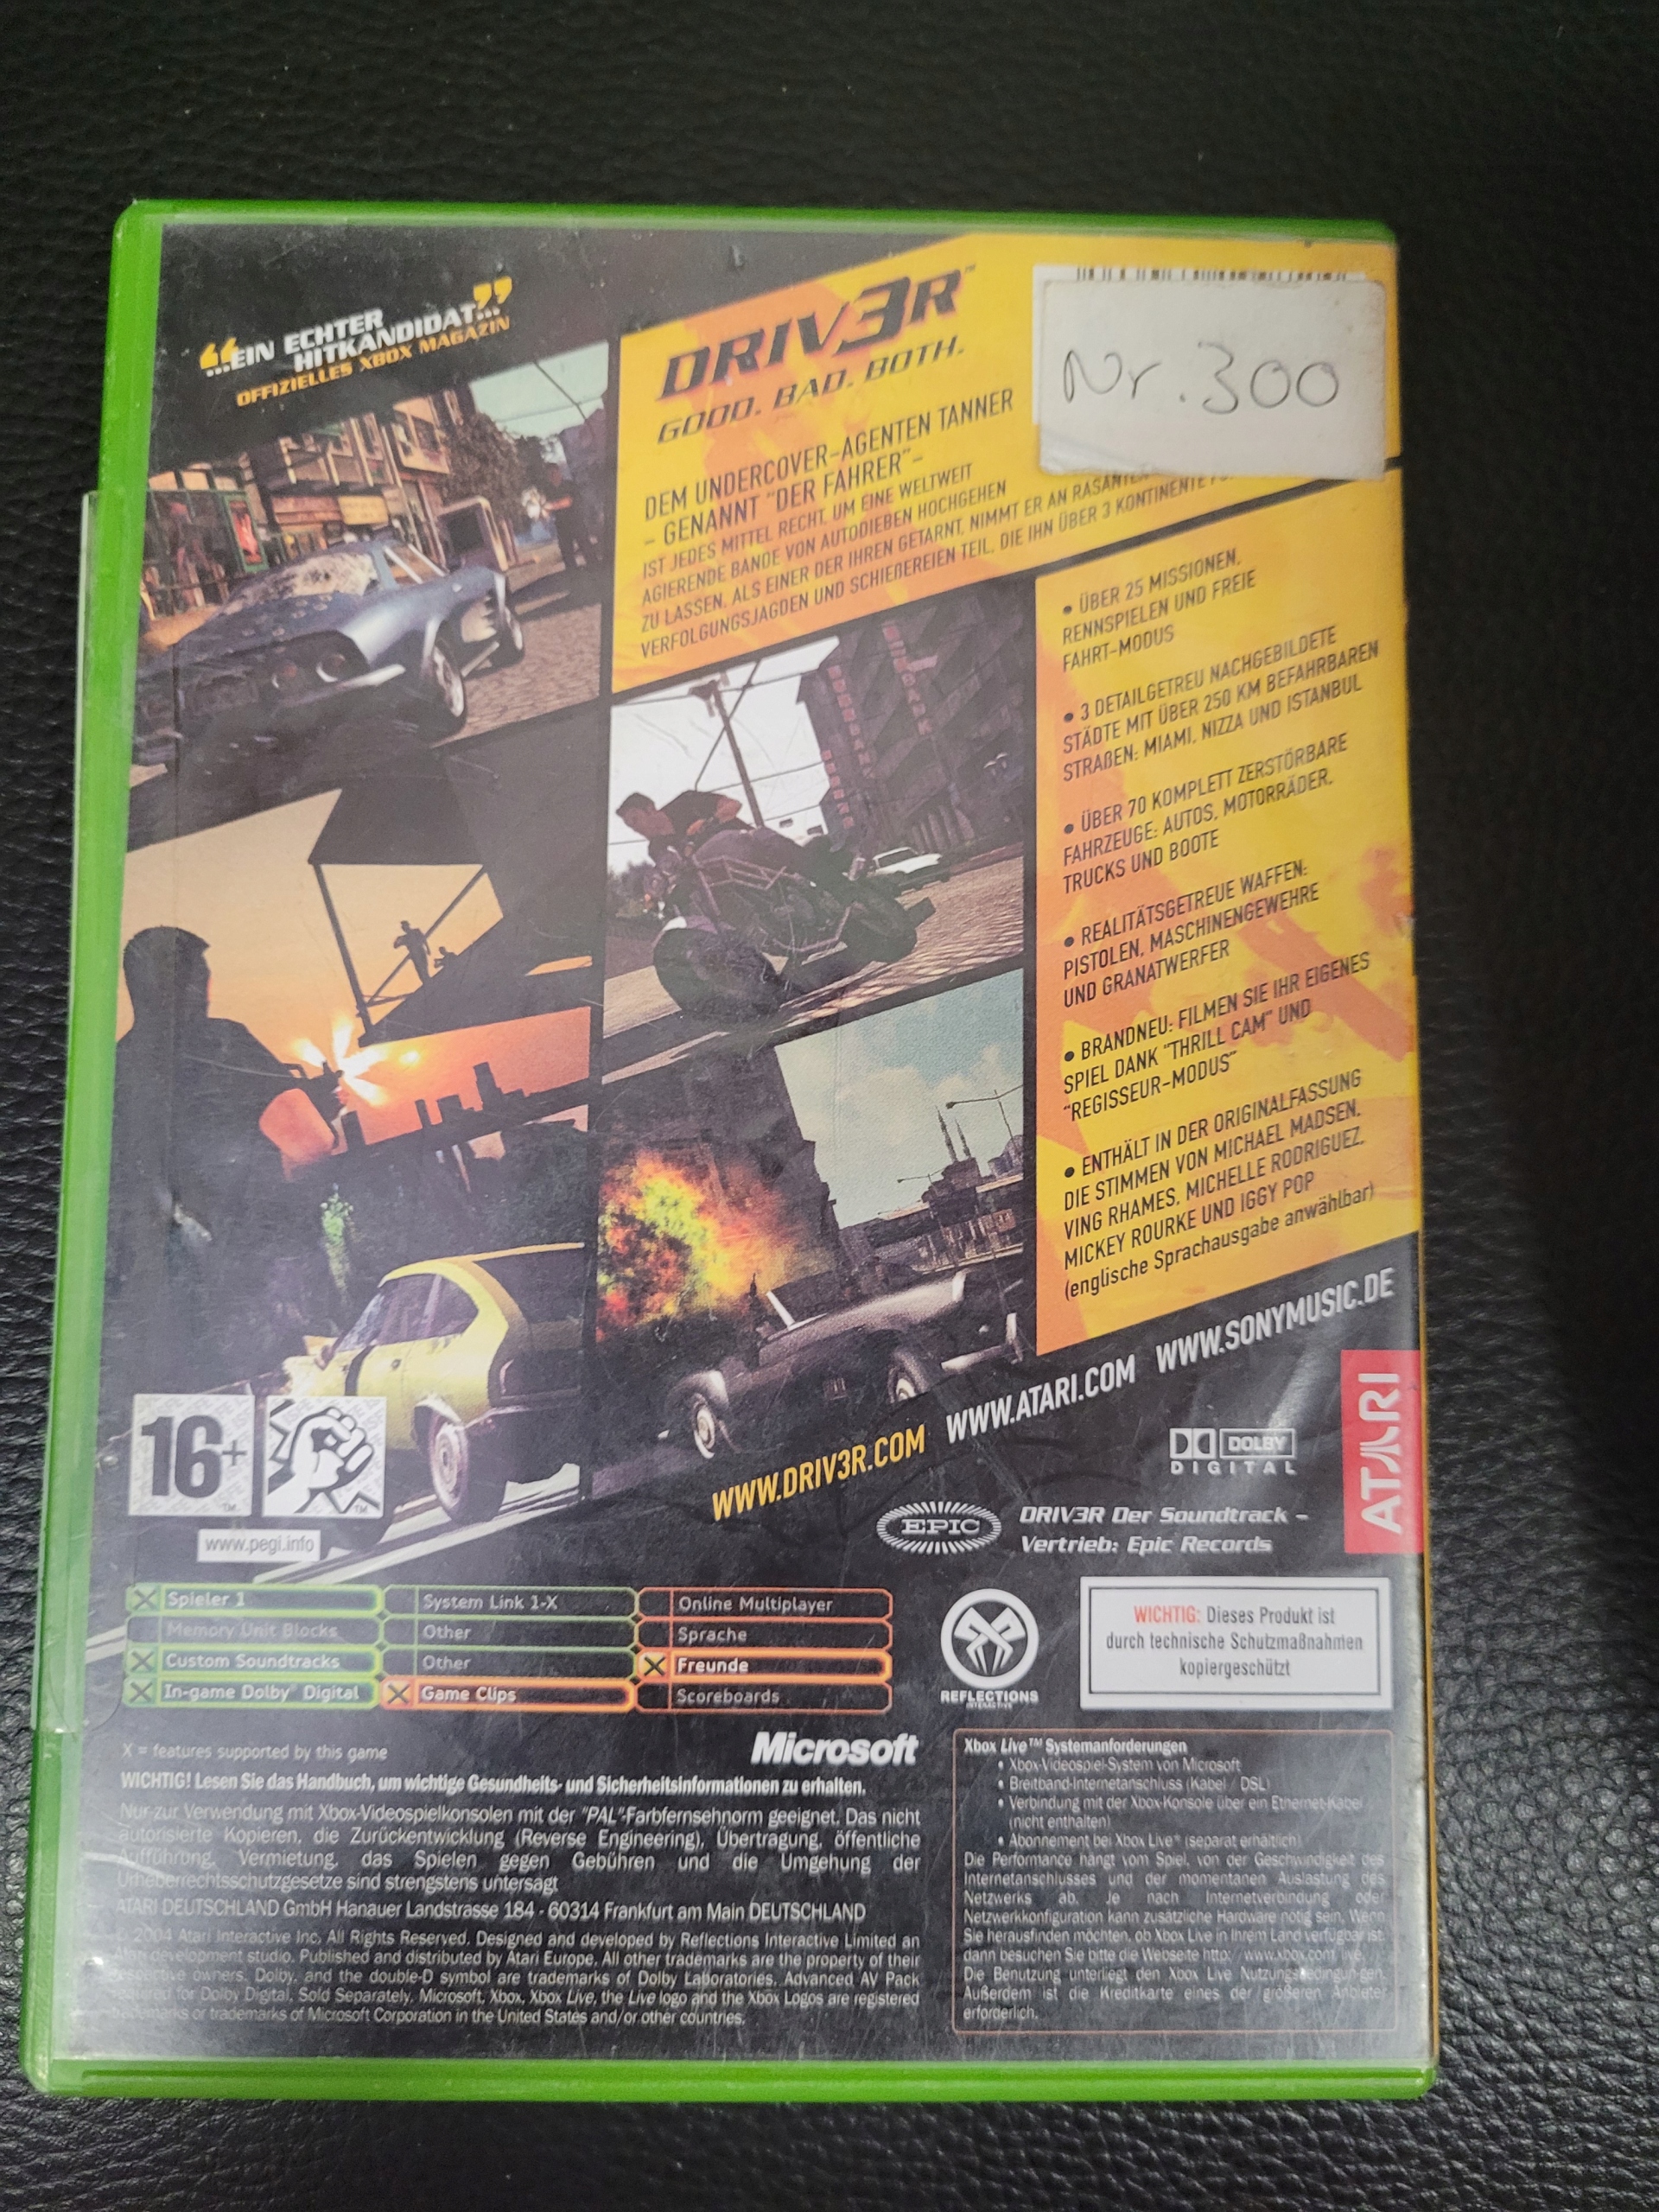 “...EIN ECHTER
HITKANDIDAT...”
OFFIZIELLES XBOX MAGAZIN
DRIV3R™
GOOD. BAD. BOTH.
Nr. 300
DEM UNDERCOVER-AGENTEN TANNER
- GENANNT "DER FAHRER" -
IST JEDES MITTEL RECHT, UM EINE WELTWEIT
AGIERENDE BANDE VON AUTODIEBEN HOCHGEHEN
ZU LASSEN. ALS EINER DER IHREN GETARNT, NIMMT ER AN RASANTEN
VERFOLGUNGSJAGDEN UND SCHIEßEREIEN TEIL, DIE IHN ÜBER 3 KONTINENTE
• ÜBER 25 MISSIONEN,
RENNSPIELEN UND FREIE
FAHRT-MODUS
• 3 DETAILGETREU NACHGEBILDETE
STÄDTE MIT ÜBER 250 KM BEFAHRBAREN
STRAßEN: MIAMI, NIZZA UND ISTANBUL
• ÜBER 70 KOMPLETT ZERSTÖRBARE
FAHRZEUGE: AUTOS, MOTORRÄDER,
TRUCKS UND BOOTE
• REALITÄTSGETREUE WAFFEN:
PISTOLEN, MASCHINENGEWEHRE
UND GRANATWERFER
• BRANDNEU: FILMEN SIE IHR EIGENES
SPIEL DANK "THRILL CAM" UND
"REGISSEUR-MODUS"
• ENTHÄLT IN DER ORIGINALFASSUNG
DIE STIMMEN VON MICHAEL MADSEN,
VING RHAMES, MICHELLE RODRIGUEZ,
MICKEY ROURKE UND IGGY POP
(englische Sprachausgabe anwählbar)
WWW.DRIV3R.COM WWW.ATARI.COM WWW.SONYMUSIC.DE
16+™
™
www.pegi.info
DOLBY
DIGITAL
ATARI
EPIC
DRIV3R Der Soundtrack –
Vertrieb: Epic Records
X Spieler 1
System Link 1-X
Online Multiplayer
Memory Unit Blocks
Other
Sprache
X Custom Soundtracks
Other
X Freunde
X In-game Dolby® Digital
X Game Clips
Scoreboards
REFLECTIONS
INTERACTIVE
WICHTIG: Dieses Produkt ist
durch technische Schutzmaßnahmen
kopiergeschützt
X = features supported by this game
Microsoft
WICHTIG! Lesen Sie das Handbuch, um wichtige Gesundheits- und Sicherheitsinformationen zu erhalten.
Nur zur Verwendung mit Xbox-Videospielkonsolen mit der "PAL"-Farbfernsehnorm geeignet. Das nicht
autorisierte Kopieren, die Zurückentwicklung (Reverse Engineering), Übertragung, öffentliche
Aufführung, Vermietung, das Spielen gegen Gebühren und die Umgehung der
Urheberrechtsschutzgesetze sind strengstens untersagt
ATARI DEUTSCHLAND GmbH Hanauer Landstrasse 184 - 60314 Frankfurt am Main DEUTSCHLAND
© 2004 Atari Interactive Inc. All Rights Reserved. Designed and developed by Reflections Interactive Limited an
Atari development studio. Published and distributed by Atari Europe. All other trademarks are the property of their
respective owners. Dolby, and the double-D symbol are trademarks of Dolby Laboratories. Advanced AV Pack
required for Dolby Digital. Sold Separately. Microsoft, Xbox, Xbox Live, the Live logo and the Xbox Logos are registered
trademarks or trademarks of Microsoft Corporation in the United States and/or other countries.
Xbox Live™ Systemanforderungen
• Xbox-Videospiel-System von Microsoft
• Breitband-Internetanschluss (Kabel / DSL)
• Verbindung mit der Xbox-Konsole über ein Ethernet-Kabel
(nicht enthalten)
• Abonnement bei Xbox Live* (separat erhältlich)
Die Performance hängt vom Spiel, von der Geschwindigkeit des
Internetanschlusses und der momentanen Auslastung des
Netzwerks ab. Je nach Internetverbindung oder
Netzwerkkonfiguration kann zusätzliche Hardware nötig sein. Wenn
Sie herausfinden möchten, ob Xbox Live in Ihrem Land verfügbar ist,
dann besuchen Sie bitte die Webseite http://www.xbox.com/live.
Die Benutzung unterliegt den Xbox Live Nutzungsbedingungen.
Außerdem ist die Kreditkarte eines der größeren Anbieter
erforderlich.